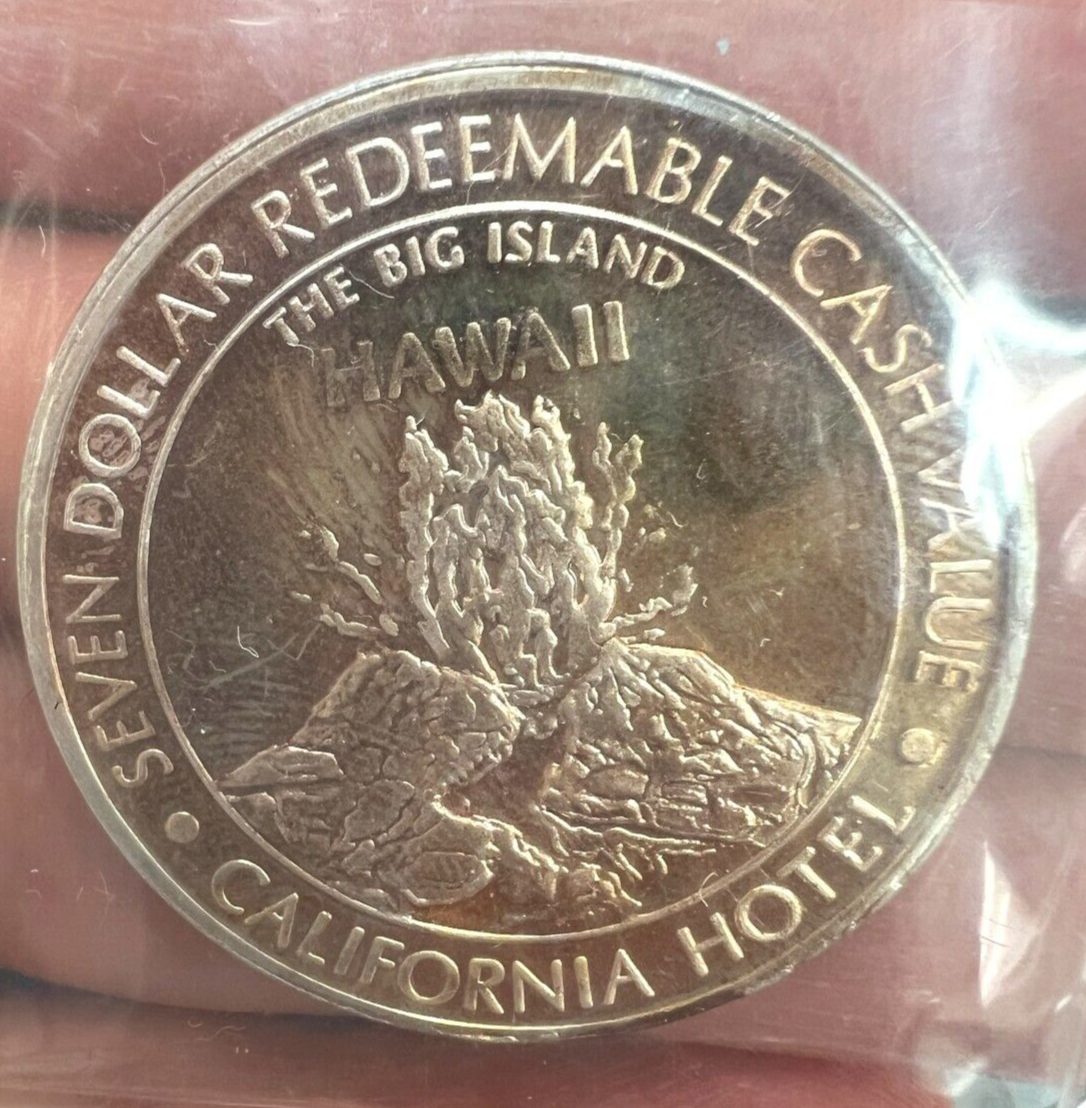 SEVEN DOLLAR REDEEMABLE CASH VALUE
THE BIG ISLAND
HAWAII
• CALIFORNIA HOTEL •